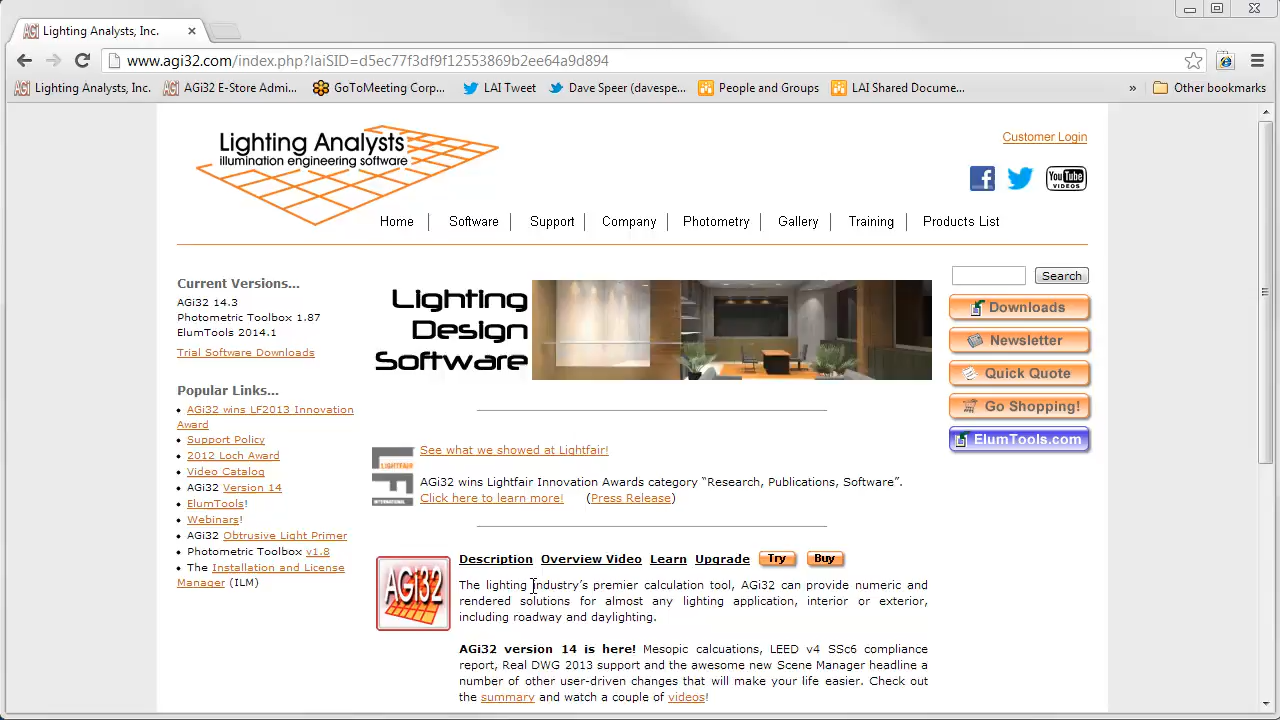 Lighting Analysts, Inc.
www.agi32.com/index.php?laiSID=d5ec77f3df9f12553869b2ee64a9d894
Lighting Analysts, Inc.
AGi32 E-Store Admi...
GoToMeeting Corp...
LAI Tweet
Dave Speer (davespe...
People and Groups
LAI Shared Docume...
»
Other bookmarks
Lighting Analysts
illumination engineering software
Customer Login
You Tube
VIDEOS
Home
Software
Support
Company
Photometry
Gallery
Training
Products List
Current Versions...
AGi32 14.3
Photometric Toolbox 1.87
ElumTools 2014.1
Trial Software Downloads
Popular Links...
AGi32 wins LF2013 Innovation
Award
Support Policy
2012 Loch Award
Video Catalog
AGi32 Version 14
ElumTools!
Webinars!
AGi32 Obtrusive Light Primer
Photometric Toolbox v1.8
The Installation and License
Manager (ILM)
Lighting
Design
Software
LIGHTFAIR
INTERNATIONAL
See what we showed at Lightfair!
AGi32 wins Lightfair Innovation Awards category “Research, Publications, Software”.
Click here to learn more! (Press Release)
AGi32
Description Overview Video Learn Upgrade Try Buy
The lighting industry’s premier calculation tool, AGi32 can provide numeric and
rendered solutions for almost any lighting application, interior or exterior,
including roadway and daylighting.
AGi32 version 14 is here! Mesopic calcuations, LEED v4 SSc6 compliance
report, Real DWG 2013 support and the awesome new Scene Manager headline a
number of other user-driven changes that will make your life easier. Check out
the summary and watch a couple of videos!
Search
Downloads
Newsletter
Quick Quote
Go Shopping!
ElumTools.com